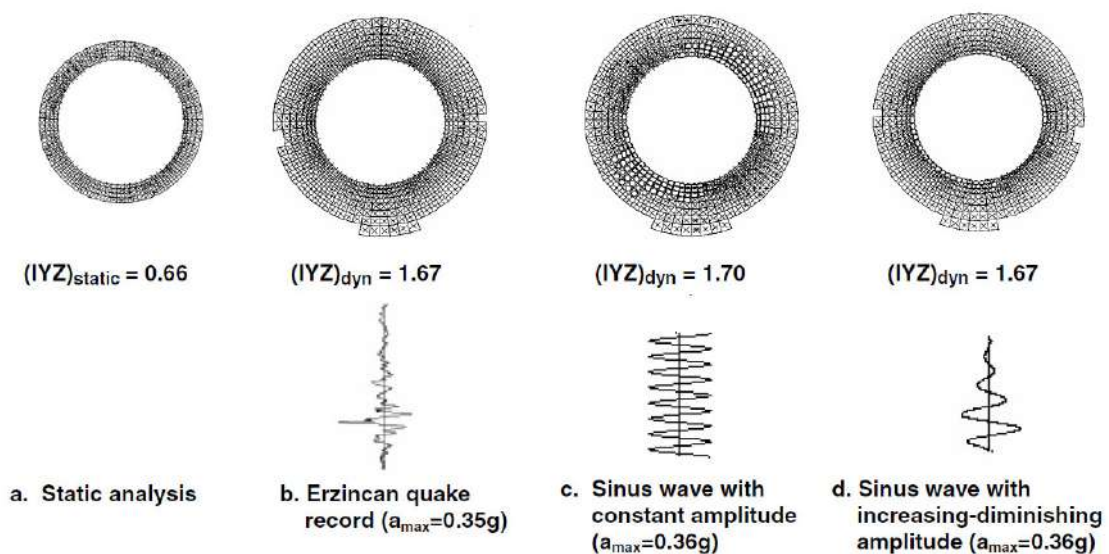 (IYZ)static = 0.66
(IYZ)dyn = 1.67
(IYZ)dyn = 1.70
(IYZ)dyn = 1.67
a. Static analysis
b. Erzincan quake
record (amax=0.35g)
c. Sinus wave with
constant amplitude
(amax=0.36g)
d. Sinus wave with
increasing-diminishing
amplitude (amax=0.36g)